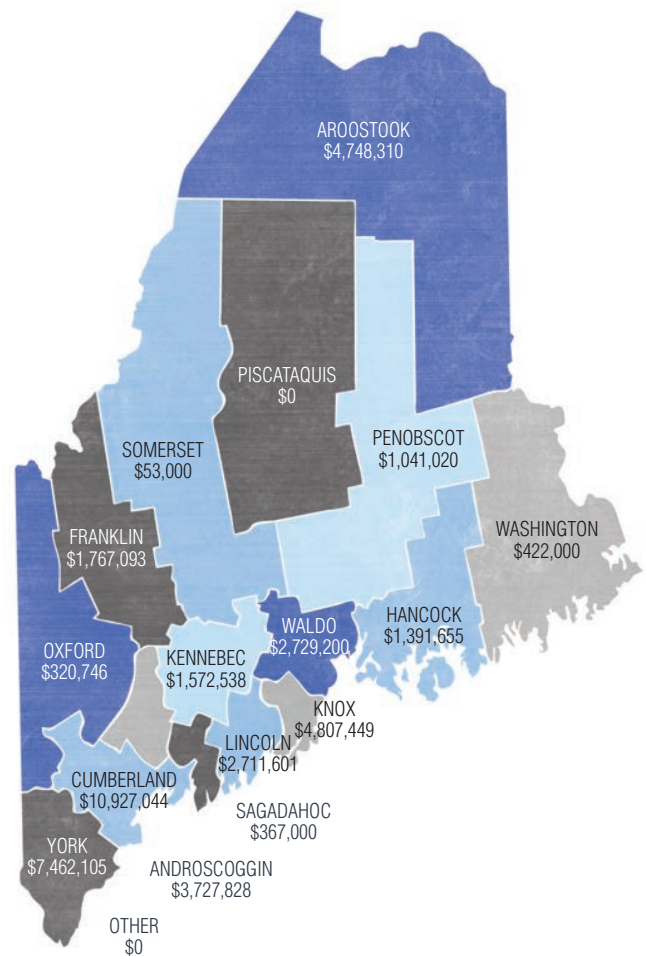 AROOSTOOK
$4,748,310
PISCATAQUIS
$0
PENOBSCOT
$1,041,020
SOMERSET
$53,000
WASHINGTON
$422,000
FRANKLIN
$1,767,093
HANCOCK
$1,391,655
WALDO
$2,729,200
OXFORD
$320,746
KENNEBEC
$1,572,538
KNOX
$4,807,449
LINCOLN
$2,711,601
CUMBERLAND
$10,927,044
SAGADAHOC
$367,000
YORK
$7,462,105
ANDROSCOGGIN
$3,727,828
OTHER
$0